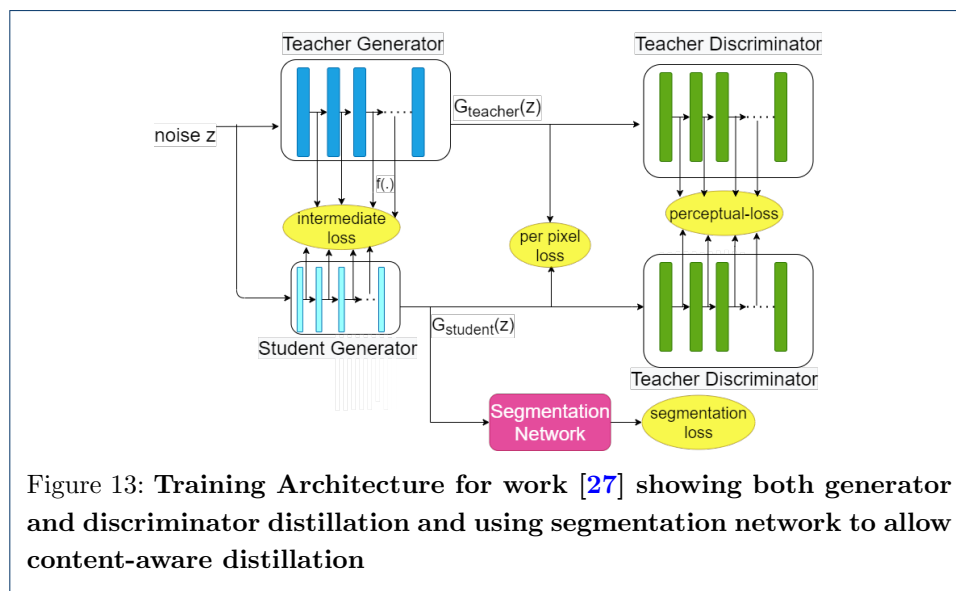 Teacher Generator
Teacher Discriminator
noise z
G_teacher(z)
f(.)
intermediate
loss
per pixel
loss
perceptual-loss
Student Generator
G_student(z)
Teacher Discriminator
Segmentation
Network
segmentation
loss
Figure 13: Training Architecture for work [27] showing both generator
and discriminator distillation and using segmentation network to allow
content-aware distillation